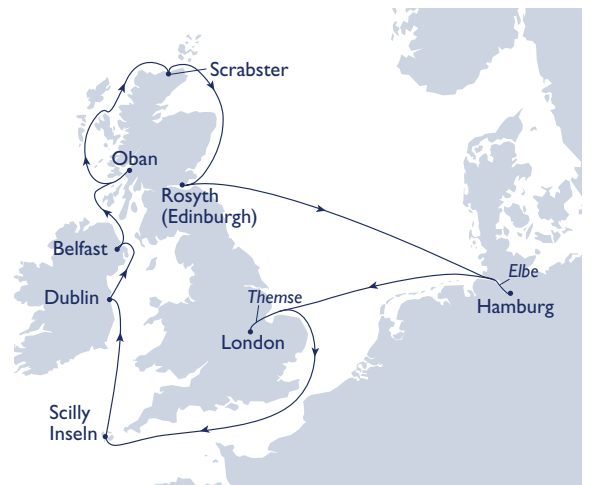 Scrabster
Oban
Rosyth
(Edinburgh)
Belfast
Elbe
Themse
Dublin
Hamburg
London
Scilly
Inseln